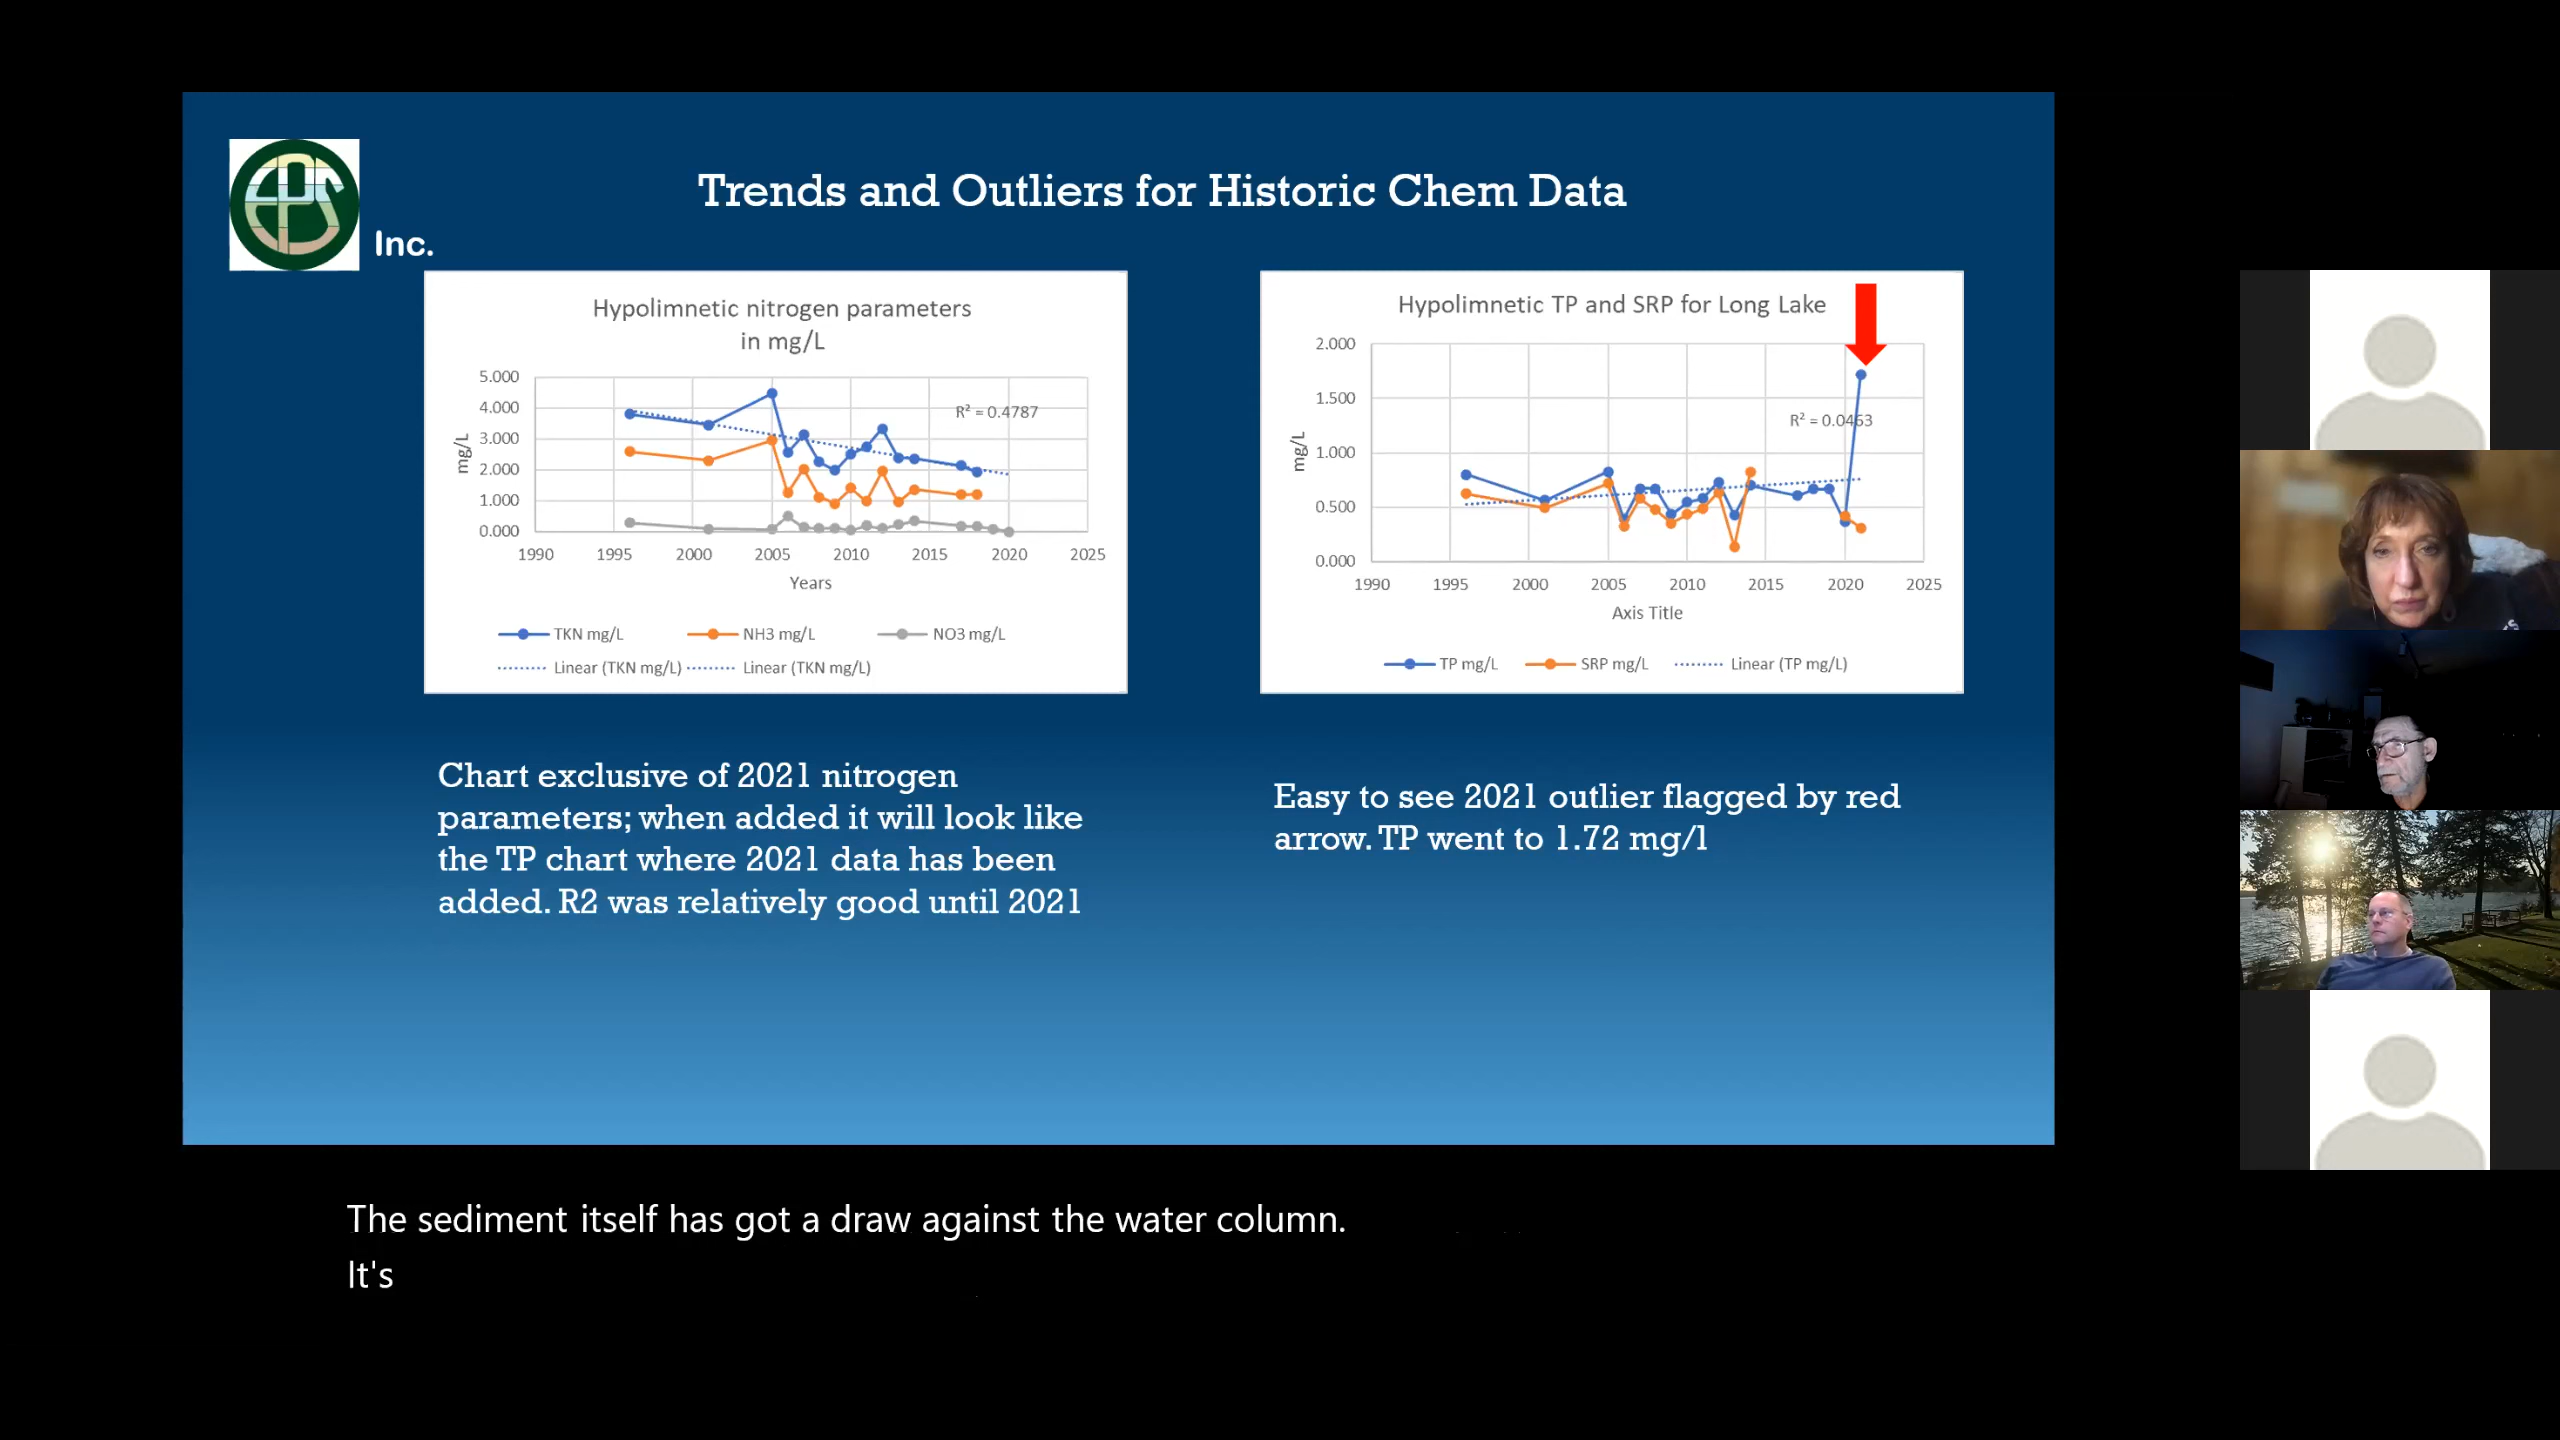 EPS
Inc.
Trends and Outliers for Historic Chem Data
Hypolimnetic nitrogen parameters
in mg/L
5.000
4.000
3.000
2.000
1.000
0.000
mg/L
R² = 0.4787
1990 1995 2000 2005 2010 2015 2020 2025
Years
TKN mg/L NH3 mg/L NO3 mg/L
Linear (TKN mg/L) Linear (TKN mg/L)
Hypolimnetic TP and SRP for Long Lake
2.000
1.500
1.000
0.500
0.000
mg/L
R² = 0.0463
1990 1995 2000 2005 2010 2015 2020 2025
Axis Title
TP mg/L SRP mg/L Linear (TP mg/L)
Chart exclusive of 2021 nitrogen
parameters; when added it will look like
the TP chart where 2021 data has been
added. R2 was relatively good until 2021
Easy to see 2021 outlier flagged by red
arrow. TP went to 1.72 mg/l
The sediment itself has got a draw against the water column.
It's